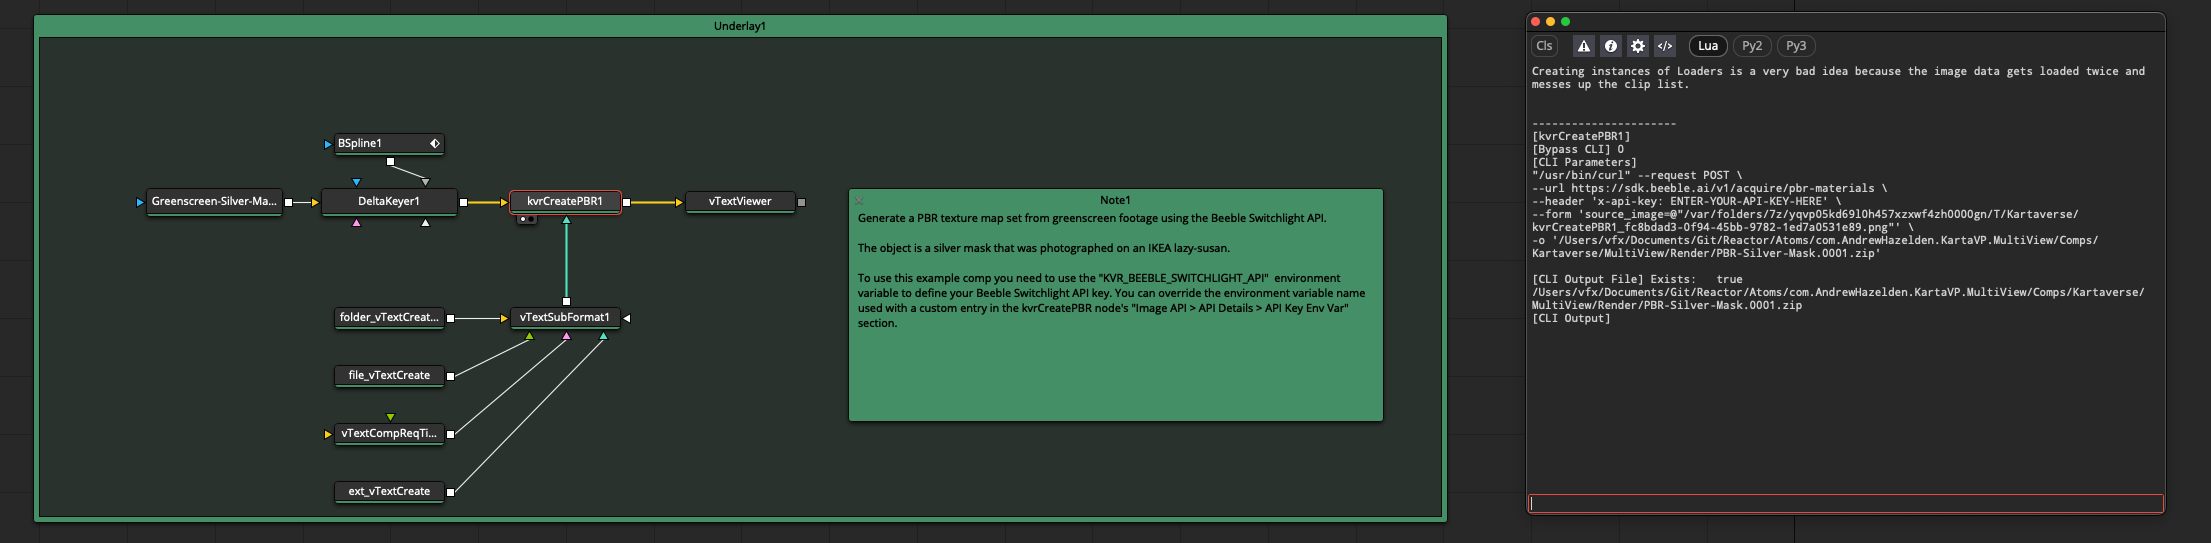 Underlay1
BSpline1
Greenscreen-Silver-Ma...
DeltaKeyer1
kvrCreatePBR1
vTextViewer
folder_vTextCreat...
vTextSubFormat1
file_vTextCreate
vTextCompReqTi...
ext_vTextCreate
Note1
Generate a PBR texture map set from greenscreen footage using the Beeble Switchlight API.
The object is a silver mask that was photographed on an IKEA lazy-susan.
To use this example comp you need to use the "KVR_BEEBLE_SWITCHLIGHT_API"  environment
variable to define your Beeble Switchlight API key. You can override the environment variable name
used with a custom entry in the kvrCreatePBR node's "Image API > API Details > API Key Env Var"
section.
Cls
</>
Lua
Py2
Py3
Creating instances of Loaders is a very bad idea because the image data gets loaded twice and
messes up the clip list.
----------------------
[kvrCreatePBR1]
[Bypass CLI] 0
[CLI Parameters]
"/usr/bin/curl" --request POST \
--url https://sdk.beeble.ai/v1/acquire/pbr-materials \
--header 'x-api-key: ENTER-YOUR-API-KEY-HERE' \
--form 'source_image=@"/var/folders/7z/yqvp05kd69l0h457xzxwf4zh0000gn/T/Kartaverse/
kvrCreatePBR1_fc8bdad3-0f94-45bb-9782-1ed7a0531e89.png"' \
-o '/Users/vfx/Documents/Git/Reactor/Atoms/com.AndrewHazelden.KartaVP.MultiView/Comps/
Kartaverse/MultiView/Render/PBR-Silver-Mask.0001.zip'
[CLI Output File] Exists:   true
/Users/vfx/Documents/Git/Reactor/Atoms/com.AndrewHazelden.KartaVP.MultiView/Comps/Kartaverse/
MultiView/Render/PBR-Silver-Mask.0001.zip
[CLI Output]